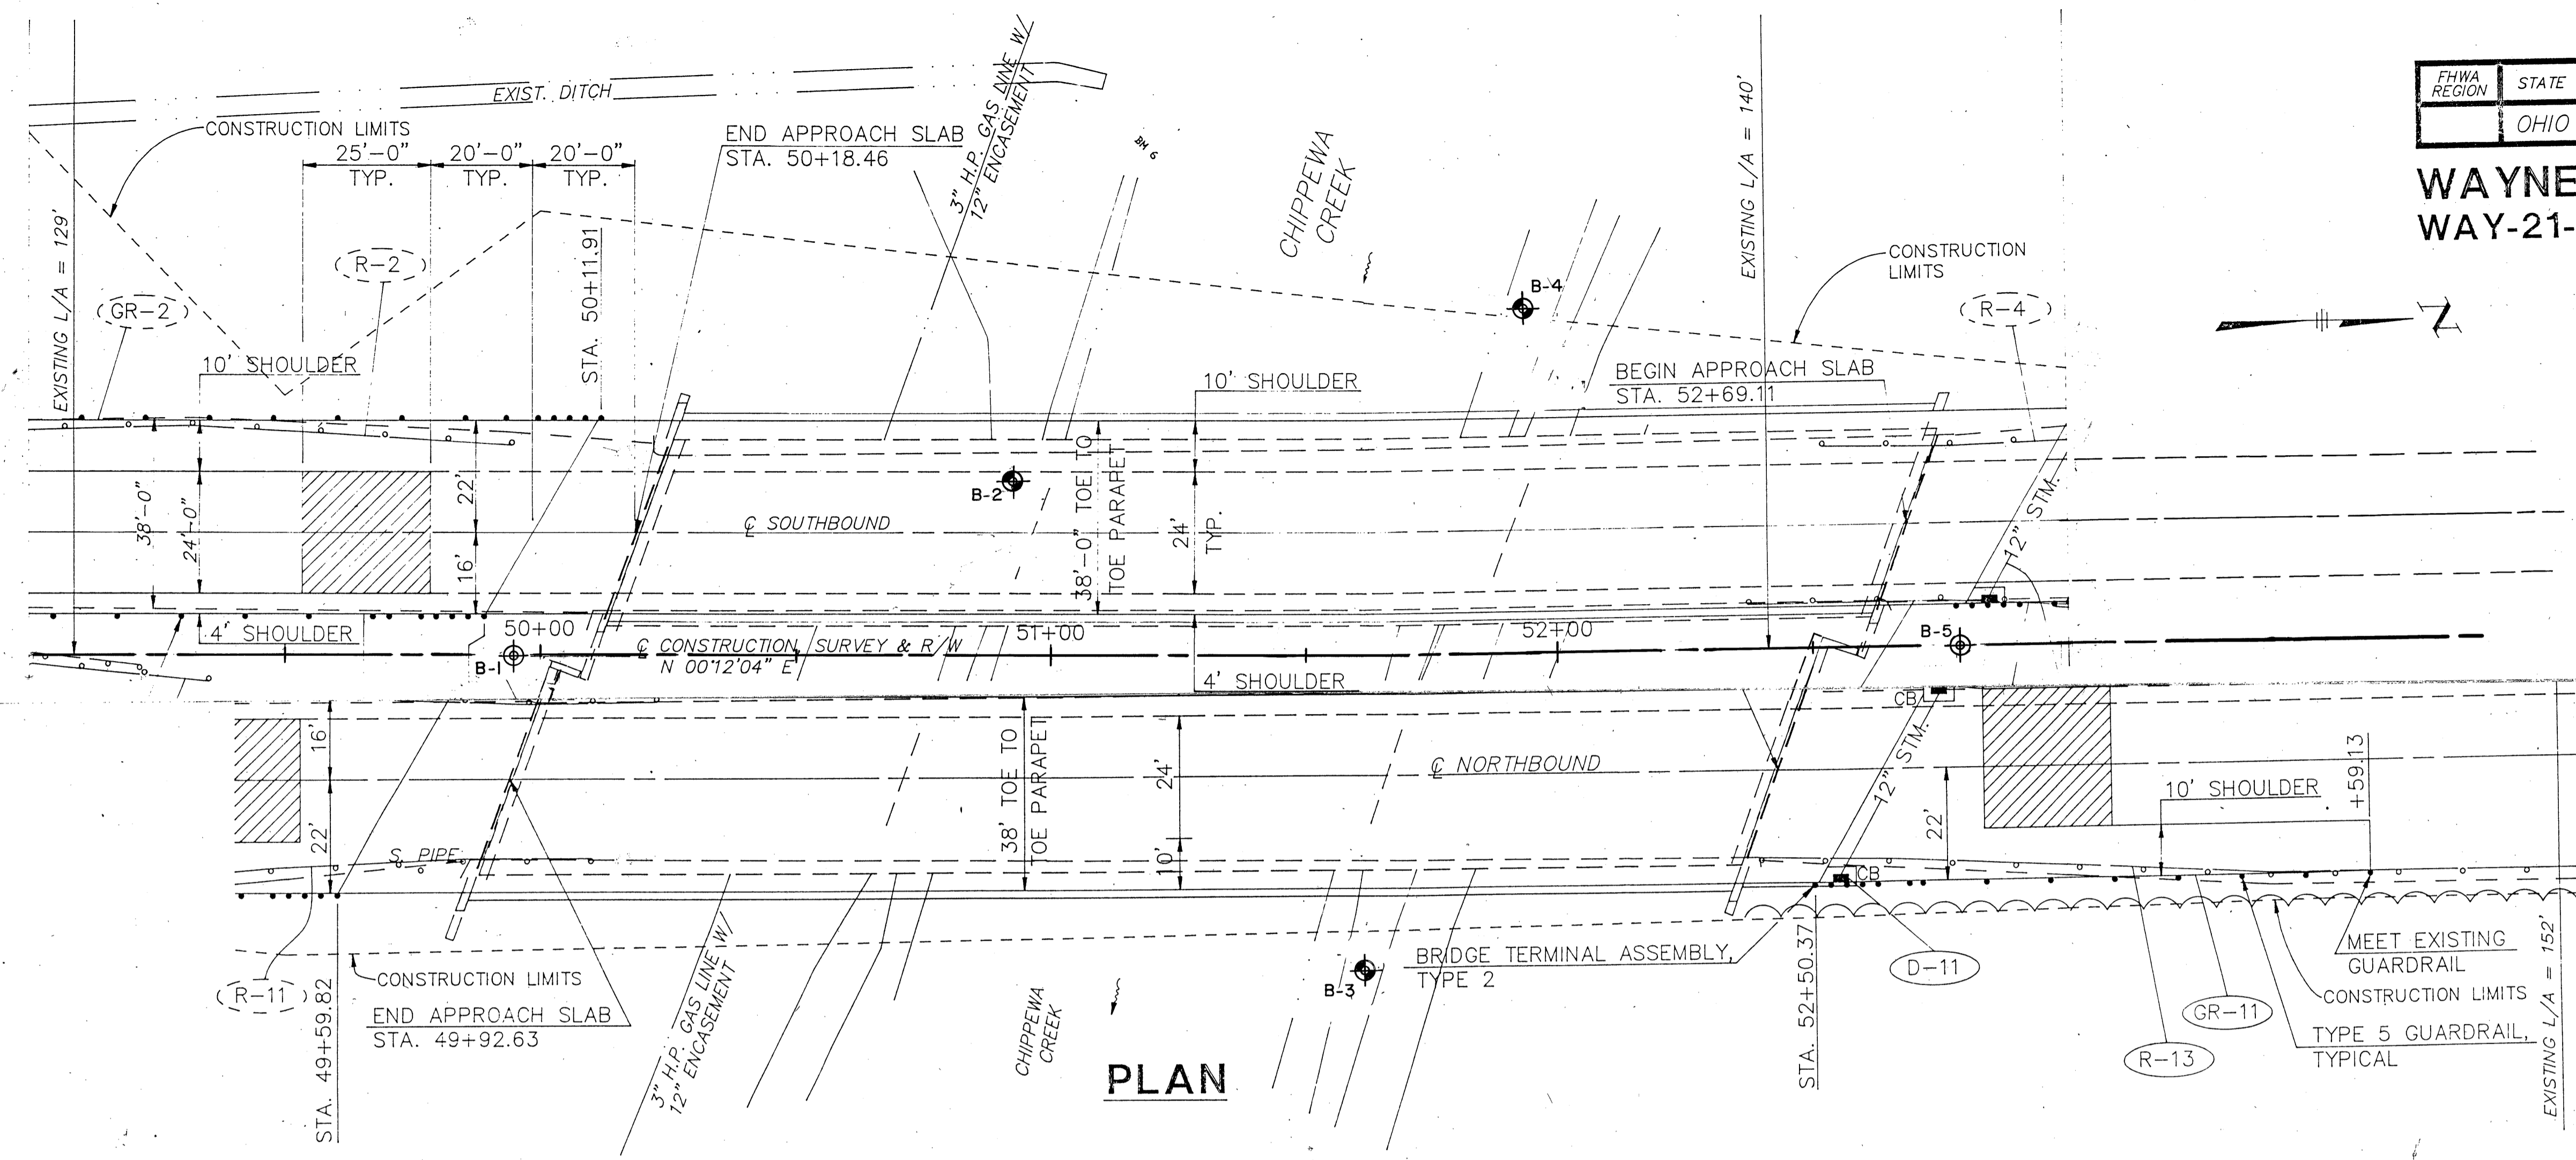 FHWA
REGION
STATE
OHIO
WAYNE
WAY-21-
EXIST. DITCH
CONSTRUCTION LIMITS
25'-0"
TYP.
20'-0"
TYP.
20'-0"
TYP.
END APPROACH SLAB
STA. 50+18.46
3" H.P. GAS LINE W/
12" ENCASEMENT
BM 6
CHIPPEWA
CREEK
EXISTING L/A = 140'
CONSTRUCTION
LIMITS
R-4
EXISTING L/A = 129'
GR-2
R-2
STA. 50+11.91
B-4
N
10' SHOULDER
10' SHOULDER
BEGIN APPROACH SLAB
STA. 52+69.11
38'-0"
24'-0"
22'
16'
B-2
℄ SOUTHBOUND
38'-0" TOE TO
TOE PARAPET
24'
TYP.
12" STM.
4' SHOULDER
50+00
B-1
℄ CONSTRUCTION, SURVEY & R/W
N 00°12'04" E
51+00
52+00
B-5
4' SHOULDER
CB
16'
22'
38' TOE TO
TOE PARAPET
24'
10'
℄ NORTHBOUND
12" STM.
22'
10' SHOULDER
+59.13
S. PIPE
CB
R-11
STA. 49+59.82
CONSTRUCTION LIMITS
END APPROACH SLAB
STA. 49+92.63
3" H.P. GAS LINE W/
12" ENCASEMENT
CHIPPEWA
CREEK
B-3
BRIDGE TERMINAL ASSEMBLY,
TYPE 2
STA. 52+50.37
D-11
MEET EXISTING
GUARDRAIL
CONSTRUCTION LIMITS
GR-11
R-13
TYPE 5 GUARDRAIL,
TYPICAL
EXISTING L/A = 152'
PLAN